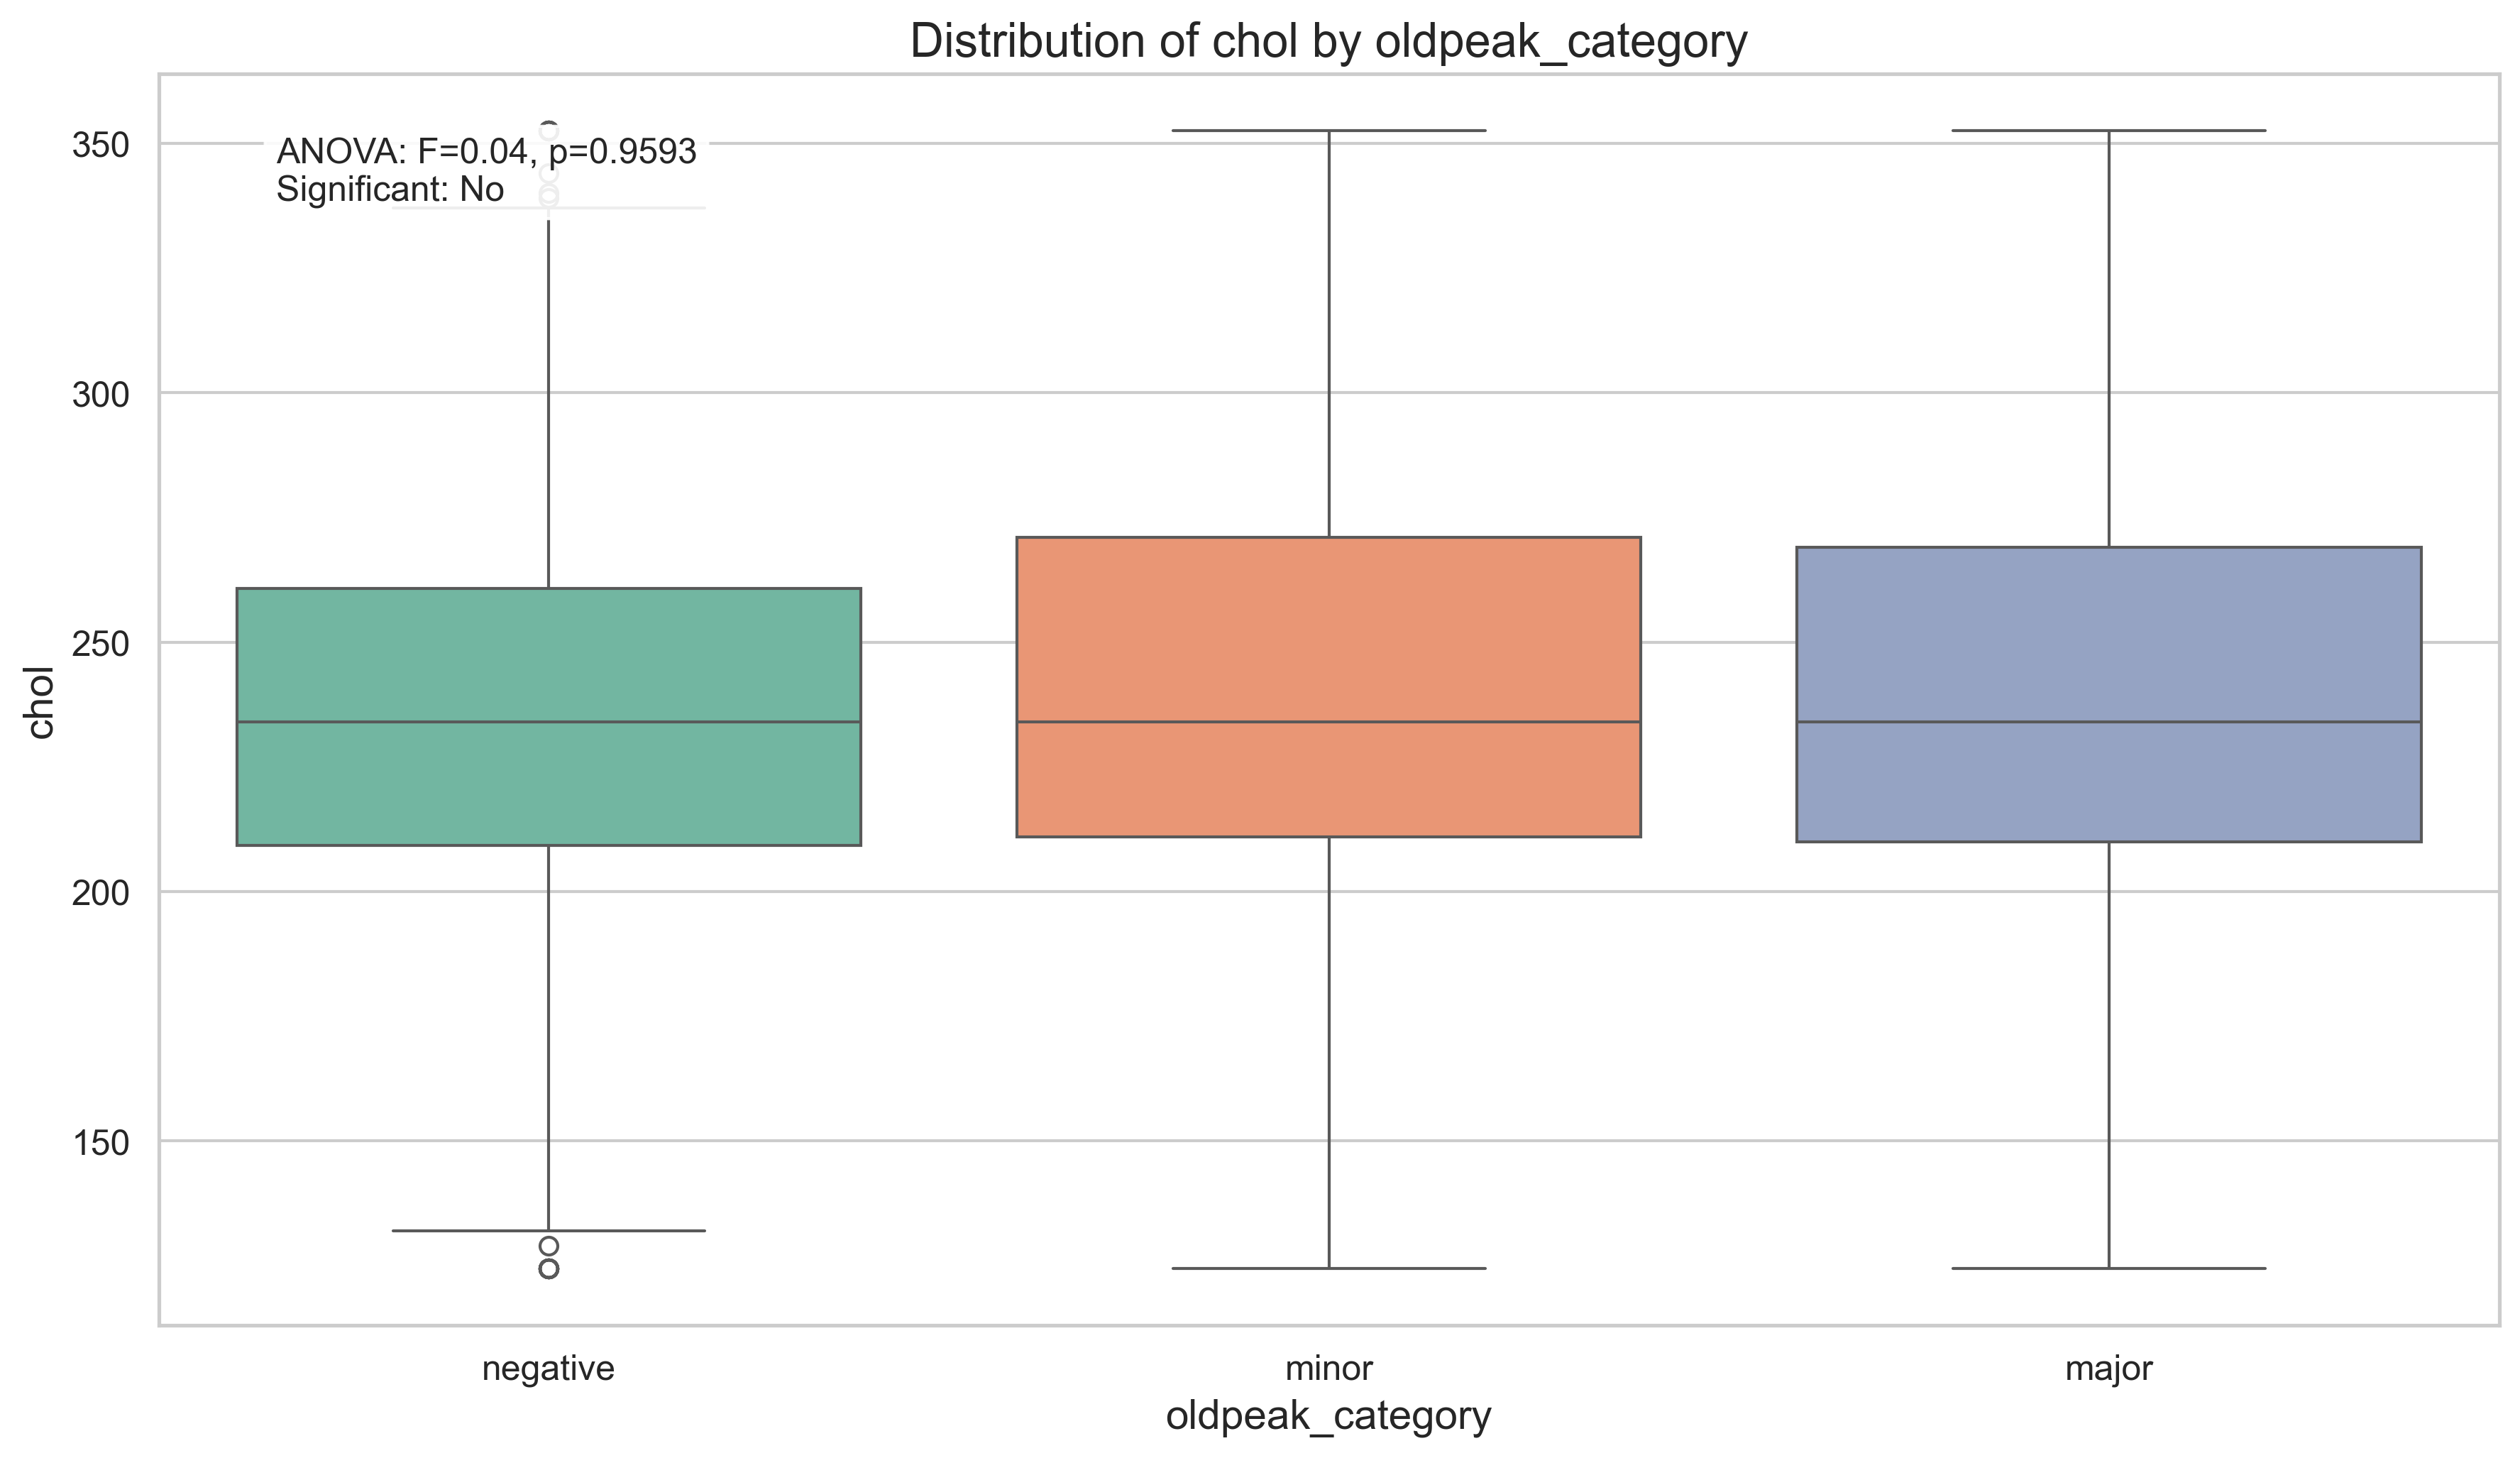 Distribution of chol by oldpeak_category
ANOVA: F=0.04, p=0.9593
Significant: No
350
300
250
200
150
chol
negative
minor
major
oldpeak_category